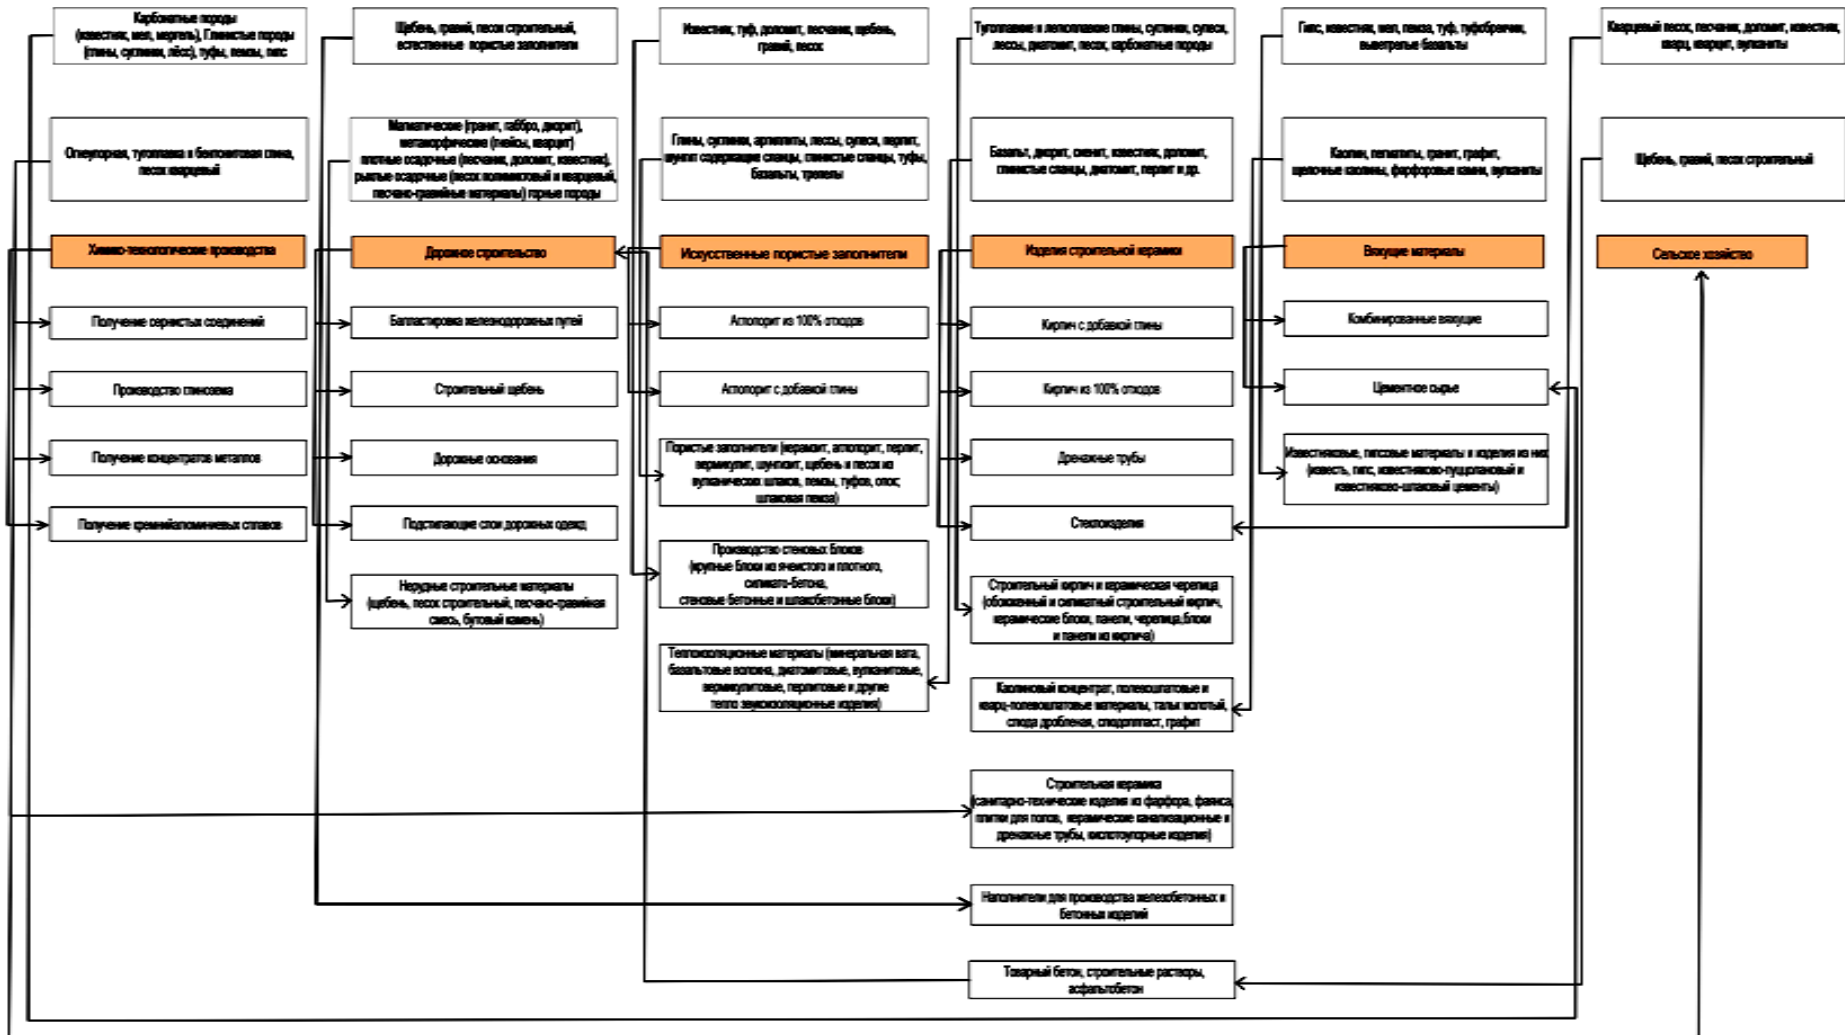 Карбонатные породы
(известняк, мел, мергель), Глинистые породы
(глины, суглинки, лёсс), туфы, пемзы, гипс
Щебень, гравий, песок строительный,
естественные пористые заполнители
Известняк, туф, доломит, песчаник, щебень,
гравий, песок
Тугоплавкие и легкоплавкие глины, суглинки, супеси,
лессы, диатомит, песок, карбонатные породы
Гипс, известняк, мел, пемза, туф, туфобрекчии,
выветрелые базальты
Кварцевый песок, песчаник, доломит, известняк,
кварц, кварцит, вулканиты
Огнеупорная, тугоплавка и бентонитовая глина,
песок кварцевый
Магматические (гранит, габбро, диорит),
метаморфические (гнейсы, кварцит)
плотные осадочные (песчаник, доломит, известняк),
рыхлые осадочные (песок полимиктовый и кварцевый,
песчано-гравийные материалы) горные породы
Глины, суглинки, аргиллиты, лессы, супеси, перлит,
шунгит содержащие сланцы, глинистые сланцы, туфы,
Базальты, трепелы
Базальт, диорит, сиенит, известняк, доломит,
глинистые сланцы, диатомит, перлит и др.
Каолин, пегматиты, гранит, графит,
щелочные каолины, фарфоровые камни, вулканиты
Щебень, гравий, песок строительный
Химико-технологические производства
Дорожное строительство
Искусственные пористые заполнители
Изделия строительной керамики
Вяжущие материалы
Сельское хозяйство
Получение сернистых соединений
Балластировка железнодорожных путей
Аглопорит из 100% отходов
Кирпич с добавкой глины
Комбинированные вяжущие
Производство глинозема
Строительный щебень
Аглопорит с добавкой глины
Кирпич из 100% отходов
Цементное сырье
Получение концентратов металлов
Дорожные основания
Пористые заполнители (керамзит, аглопорит, перлит,
вермикулит, шунгизит, щебень и песок из
вулканических шлаков, пемзы, туфов, опок;
шлаковая пемза)
Дренажные трубы
Известняковые, гипсовые материалы и изделия из них
(известь, гипс, известняково-пуццолановый и
известняково-шлаковый цементы)
Получение кремнийалюминиевых сплавов
Подстилающие слои дорожных одежд
Стеклоизделия
Производство стеновых Блоков
(крупные Блоки из ячеистого и плотного,
силикато-Бетона,
стеновые бетонные и шлакобетонные блоки)
Нерудные строительные материалы
(щебень, песок строительный, песчано-гравийная
смесь, бутовый камень)
Строительный кирпич и керамическая черепица
(обожженный и силикатный строительный кирпич,
керамические блоки, панели, черепица,блоки
и панели из кирпича)
Теплоизоляционные материалы (минеральная вата,
базальтовые волокна, диатомитовые, вулканитовые,
вермикулитовые, перлитовые и другие
тепло звукоизоляционные изделия)
Каолиновый концентрат, полевошпатовые и
кварц-полевошпатовые материалы, тальк молотый,
слюда дробленая, слюдопласт, графит
Строительная керамика
(санитарно-технические изделия из фарфора, фаянса,
плитки для полов, керамические канализационные и
дренажные трубы, кислотоупорные изделия)
Наполнители для производства железобетонных и
Бетонных изделий
Товарный бетон, строительные растворы,
асфальтобетон